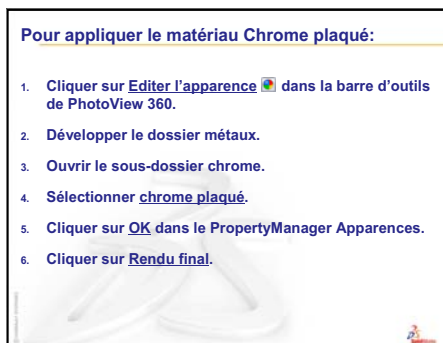 Pour appliquer le matériau Chrome plaqué:
1. Cliquer sur Editer l'apparence dans la barre d'outils
de PhotoView 360.
2. Développer le dossier métaux.
3. Ouvrir le sous-dossier chrome.
4. Sélectionner chrome plaqué.
5. Cliquer sur OK dans le PropertyManager Apparences.
6. Cliquer sur Rendu final.